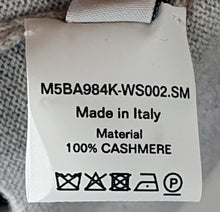 M5BA984K-WS002.SM
Made in Italy
Material
100% CASHMERE
P